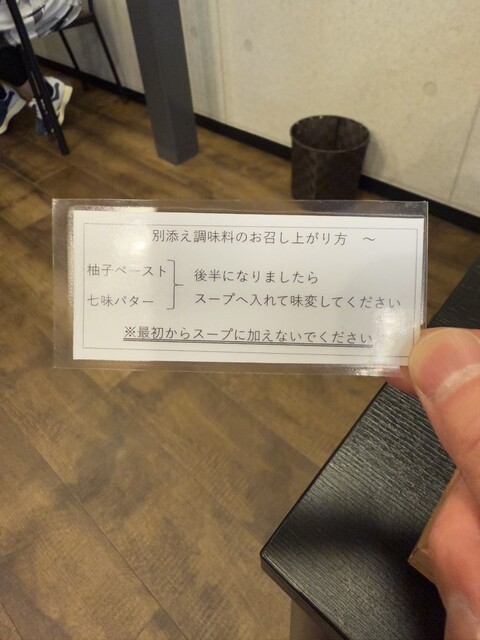 別添え調味料のお召し上がり方　～
柚子ペースト
七味バター
後半になりましたら
スープへ入れて味変してください
※最初からスープに加えないでください